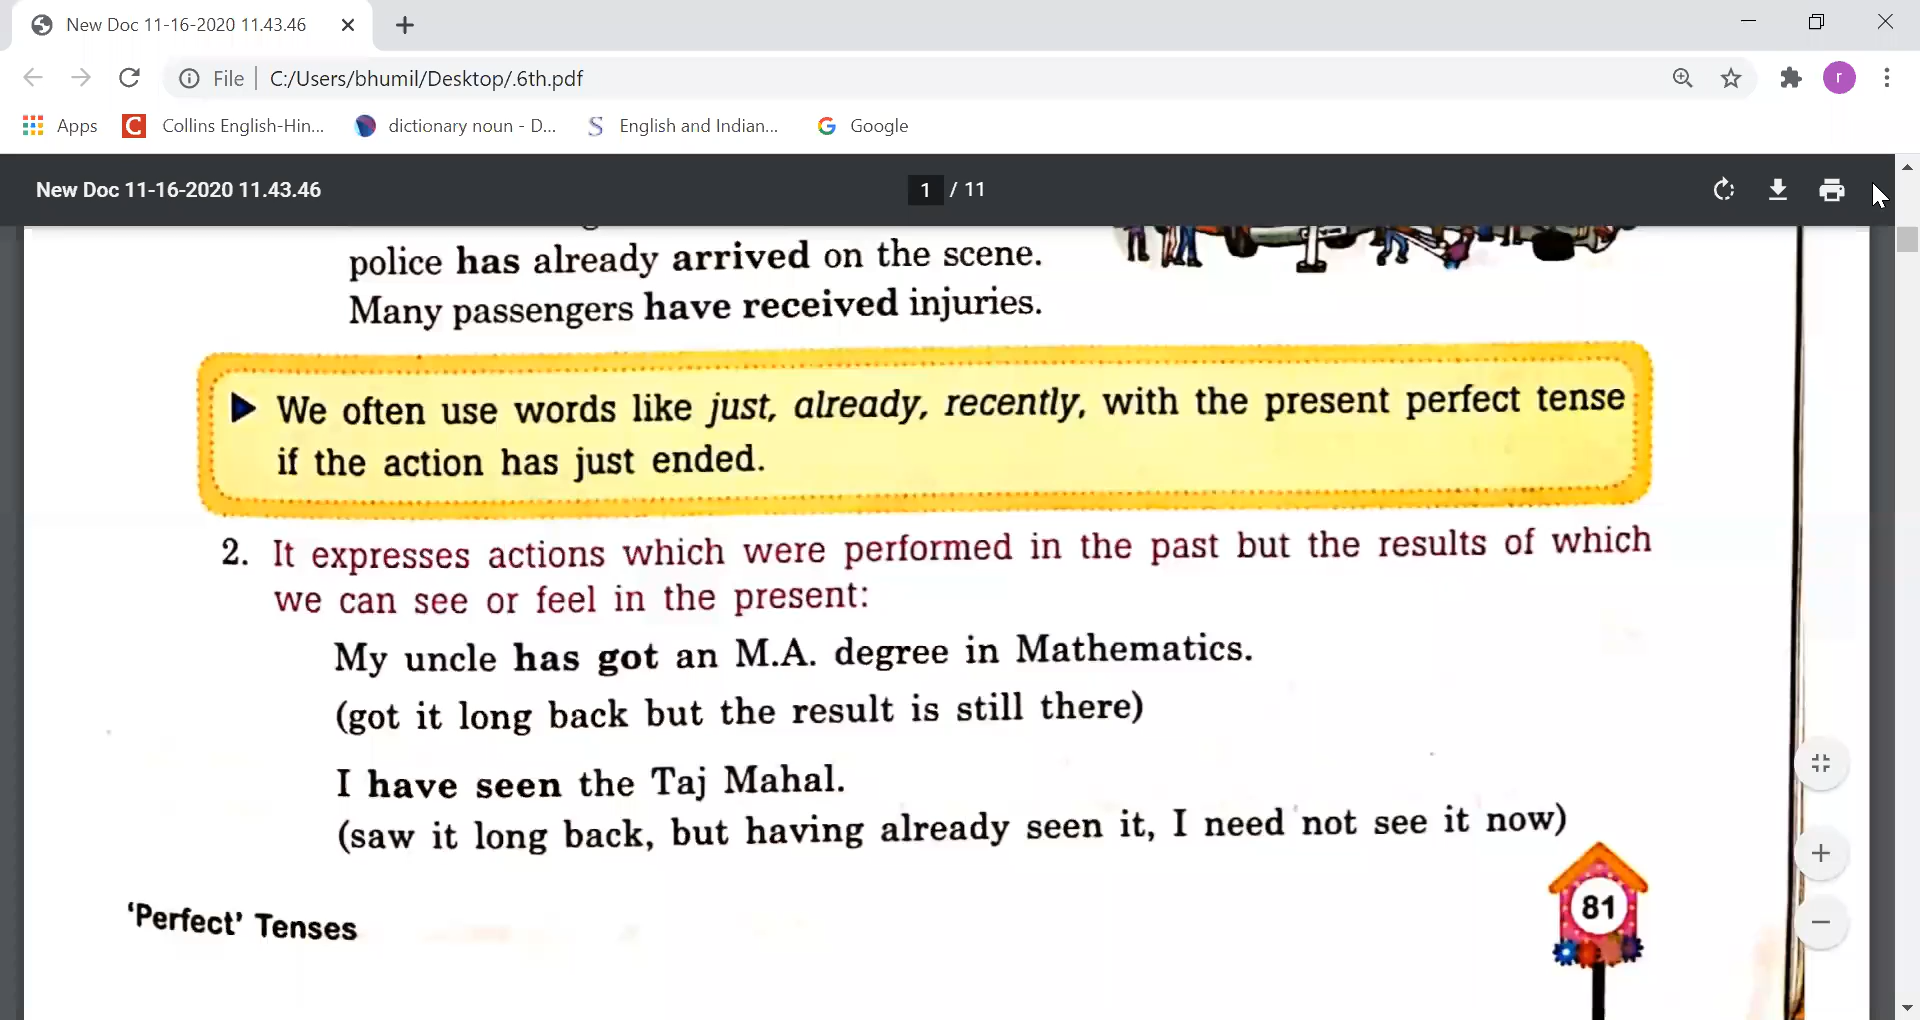 New Doc 11-16-2020 11.43.46
File | C:/Users/bhumil/Desktop/.6th.pdf
r
Apps
Collins English-Hin...
dictionary noun - D...
English and Indian...
Google
New Doc 11-16-2020 11.43.46
1 / 11
police has already arrived on the scene.
Many passengers have received injuries.
We often use words like just, already, recently, with the present perfect tense
if the action has just ended.
2. It expresses actions which were performed in the past but the results of which
we can see or feel in the present:
My uncle has got an M.A. degree in Mathematics.
(got it long back but the result is still there)
I have seen the Taj Mahal.
(saw it long back, but having already seen it, I need not see it now)
'Perfect' Tenses
81